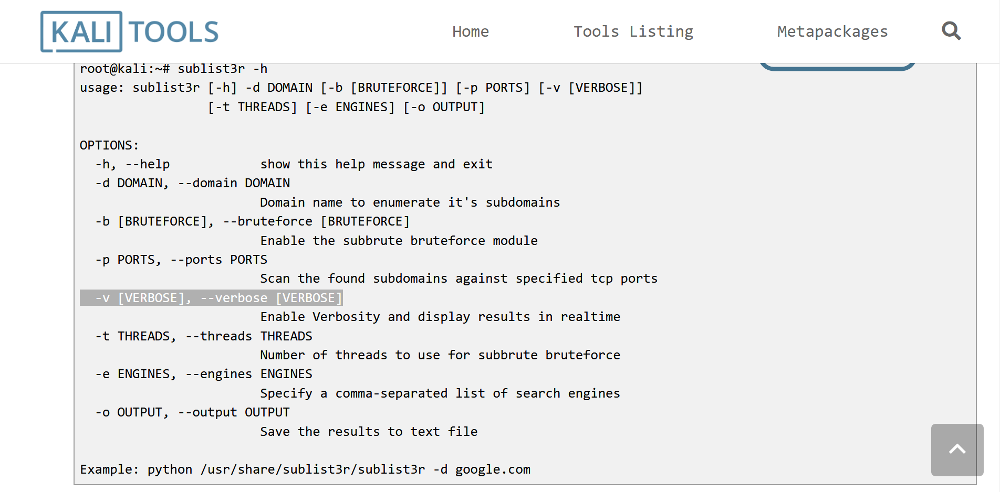 KALI TOOLS
Home Tools Listing Metapackages
root@kali:~# sublist3r -h
usage: sublist3r [-h] -d DOMAIN [-b [BRUTEFORCE]] [-p PORTS] [-v [VERBOSE]]
[-t THREADS] [-e ENGINES] [-o OUTPUT]
OPTIONS:
-h, --help show this help message and exit
-d DOMAIN, --domain DOMAIN
Domain name to enumerate it's subdomains
-b [BRUTEFORCE], --bruteforce [BRUTEFORCE]
Enable the subbrute bruteforce module
-p PORTS, --ports PORTS
Scan the found subdomains against specified tcp ports
-v [VERBOSE], --verbose [VERBOSE]
Enable Verbosity and display results in realtime
-t THREADS, --threads THREADS
Number of threads to use for subbrute bruteforce
-e ENGINES, --engines ENGINES
Specify a comma-separated list of search engines
-o OUTPUT, --output OUTPUT
Save the results to text file
Example: python /usr/share/sublist3r/sublist3r -d google.com